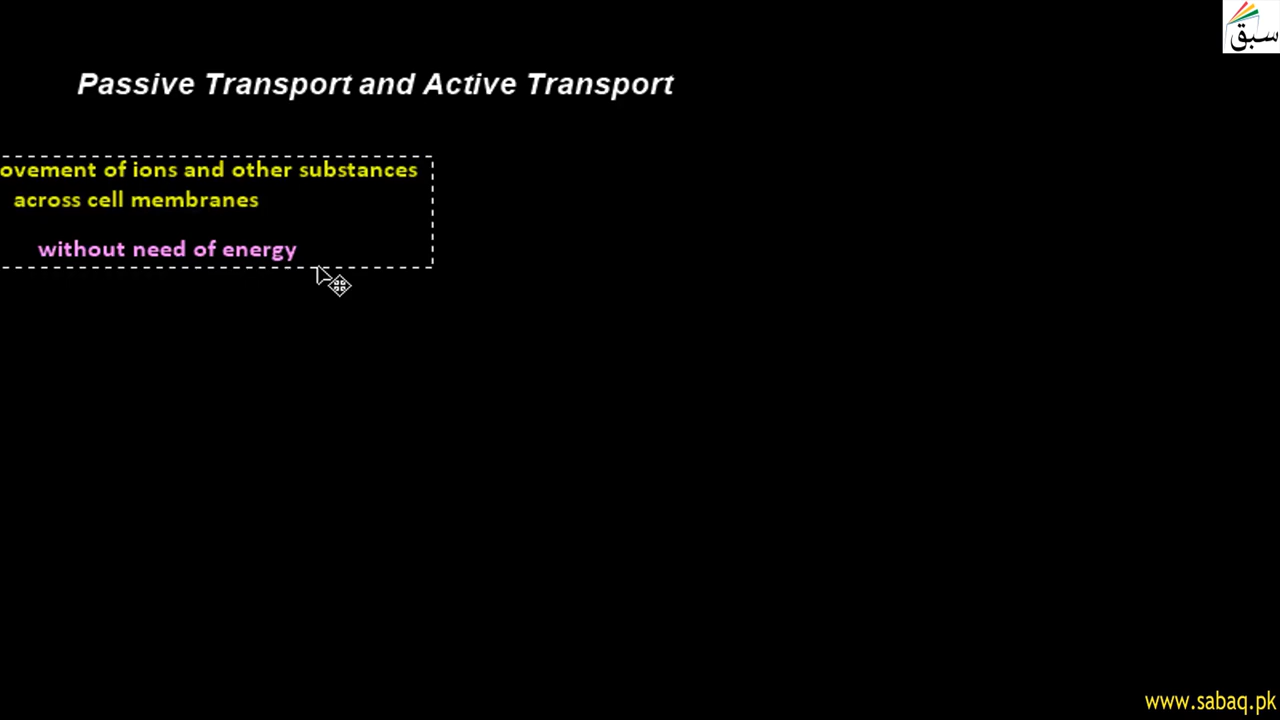 سبق
Passive Transport and Active Transport
ovement of ions and other substances
across cell membranes
without need of energy
www.sabaq.pk